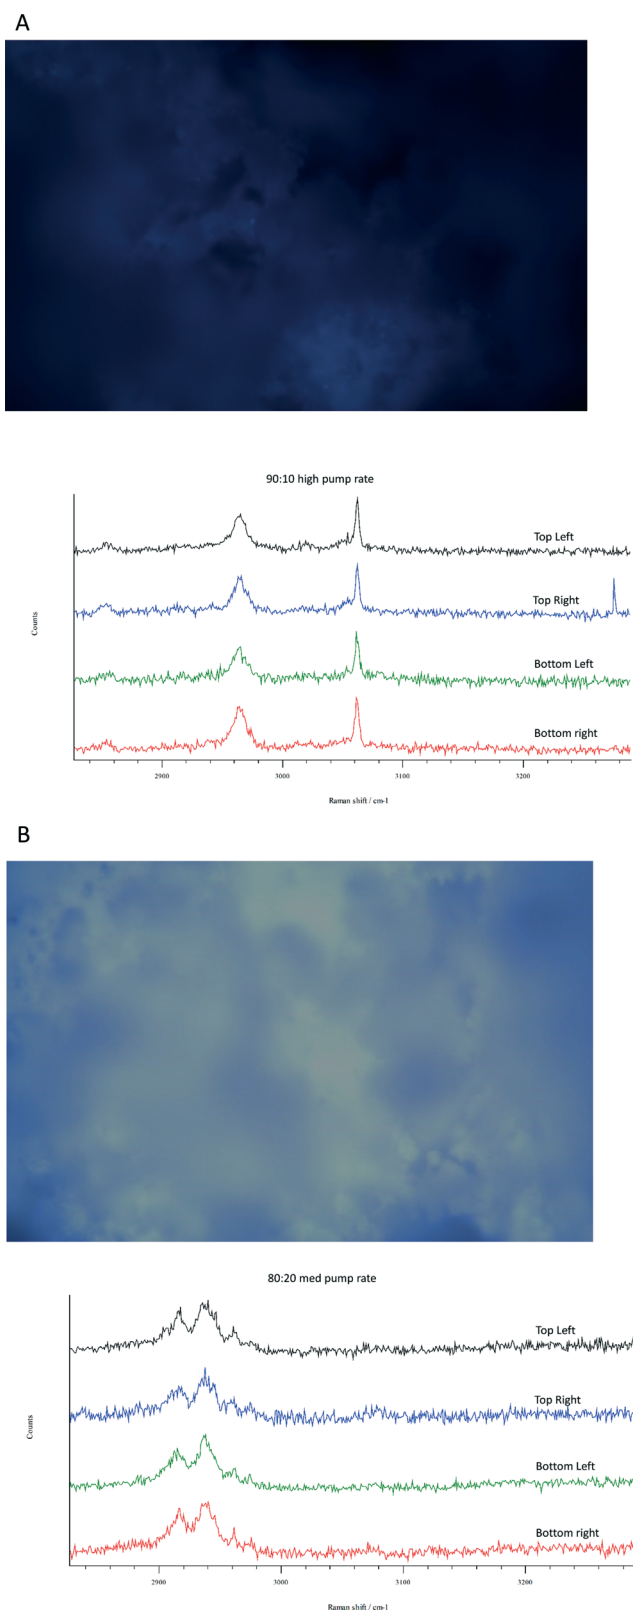 A
90:10 high pump rate
Top Left
Top Right
Counts
Bottom Left
Bottom right
2900 3000 3100 3200
Raman shift / cm-1
B
80:20 med pump rate
Top Left
Top Right
Counts
Bottom Left
Bottom right
2900 3000 3100 3200
Raman shift / cm-1